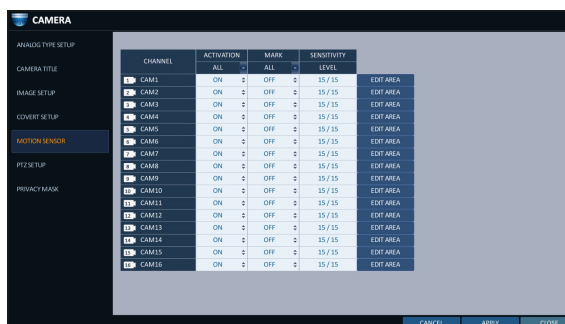 CAMERA
ANALOG TYPE SETUP
CAMERA TITLE
IMAGE SETUP
COVERT SETUP
MOTION SENSOR
PTZ SETUP
PRIVACY MASK
CHANNEL ACTIVATION MARK SENSITIVITY
ALL ALL LEVEL
1 CAM1 ON OFF 15 / 15 EDIT AREA
2 CAM2 ON OFF 15 / 15 EDIT AREA
3 CAM3 ON OFF 15 / 15 EDIT AREA
4 CAM4 ON OFF 15 / 15 EDIT AREA
5 CAM5 ON OFF 15 / 15 EDIT AREA
6 CAM6 ON OFF 15 / 15 EDIT AREA
7 CAM7 ON OFF 15 / 15 EDIT AREA
8 CAM8 ON OFF 15 / 15 EDIT AREA
9 CAM9 ON OFF 15 / 15 EDIT AREA
10 CAM10 ON OFF 15 / 15 EDIT AREA
11 CAM11 ON OFF 15 / 15 EDIT AREA
12 CAM12 ON OFF 15 / 15 EDIT AREA
13 CAM13 ON OFF 15 / 15 EDIT AREA
14 CAM14 ON OFF 15 / 15 EDIT AREA
15 CAM15 ON OFF 15 / 15 EDIT AREA
16 CAM16 ON OFF 15 / 15 EDIT AREA
CANCEL APPLY CLOSE